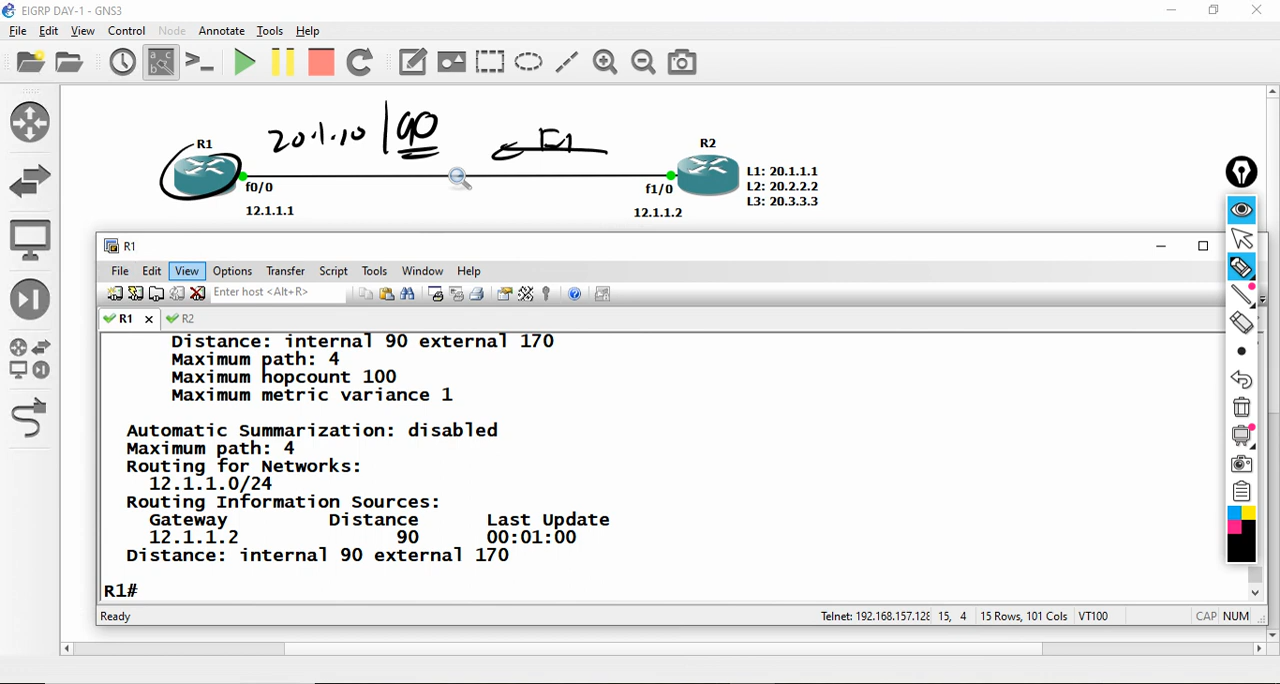 EIGRP DAY-1 - GNS3
File Edit View Control Node Annotate Tools Help
20.1.1.0 90
R1
R2
f0/0
f1/0
12.1.1.1
12.1.1.2
L1: 20.1.1.1
L2: 20.2.2.2
L3: 20.3.3.3
R1
File Edit View Options Transfer Script Tools Window Help
Enter host <Alt+R>
R1 R2
Distance: internal 90 external 170
Maximum path: 4
Maximum hopcount 100
Maximum metric variance 1
Automatic Summarization: disabled
Maximum path: 4
Routing for Networks:
12.1.1.0/24
Routing Information Sources:
Gateway Distance Last Update
12.1.1.2 90 00:01:00
Distance: internal 90 external 170
R1#
Ready Telnet: 192.168.157.128 15, 4 15 Rows, 101 Cols VT100 CAP NUM